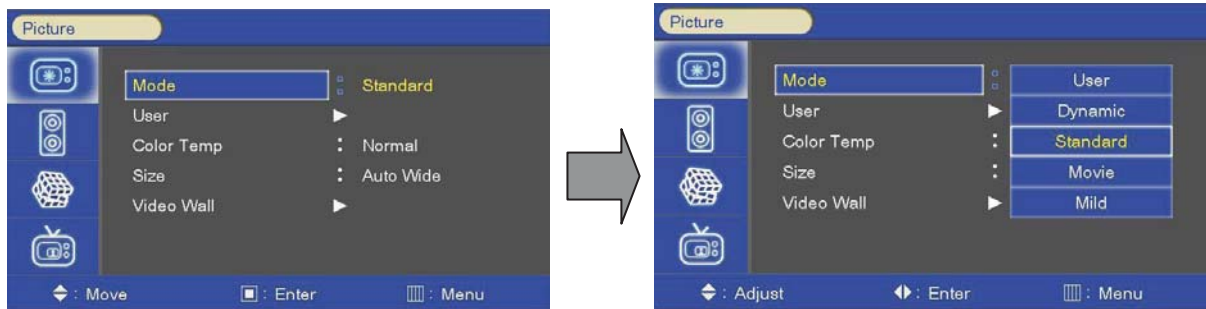 Picture
Mode : Standard
User
Color Temp : Normal
Size : Auto Wide
Video Wall
: Move : Enter : Menu
Picture
Mode : User
User Dynamic
Color Temp : Standard
Size : Movie
Video Wall Mild
: Adjust : Enter : Menu